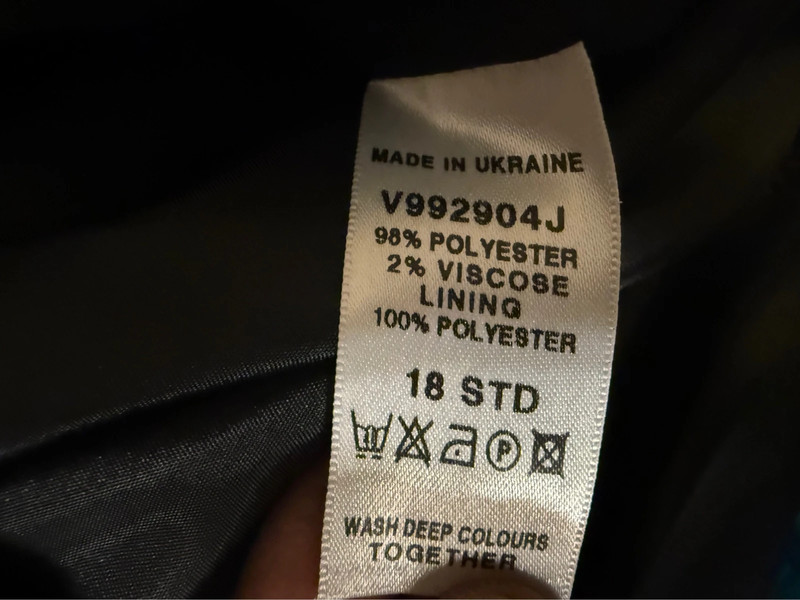 MADE IN UKRAINE
V992904J
98% POLYESTER
2% VISCOSE
LINING
100% POLYESTER
18 STD
P
WASH DEEP COLOURS
TOGETHER